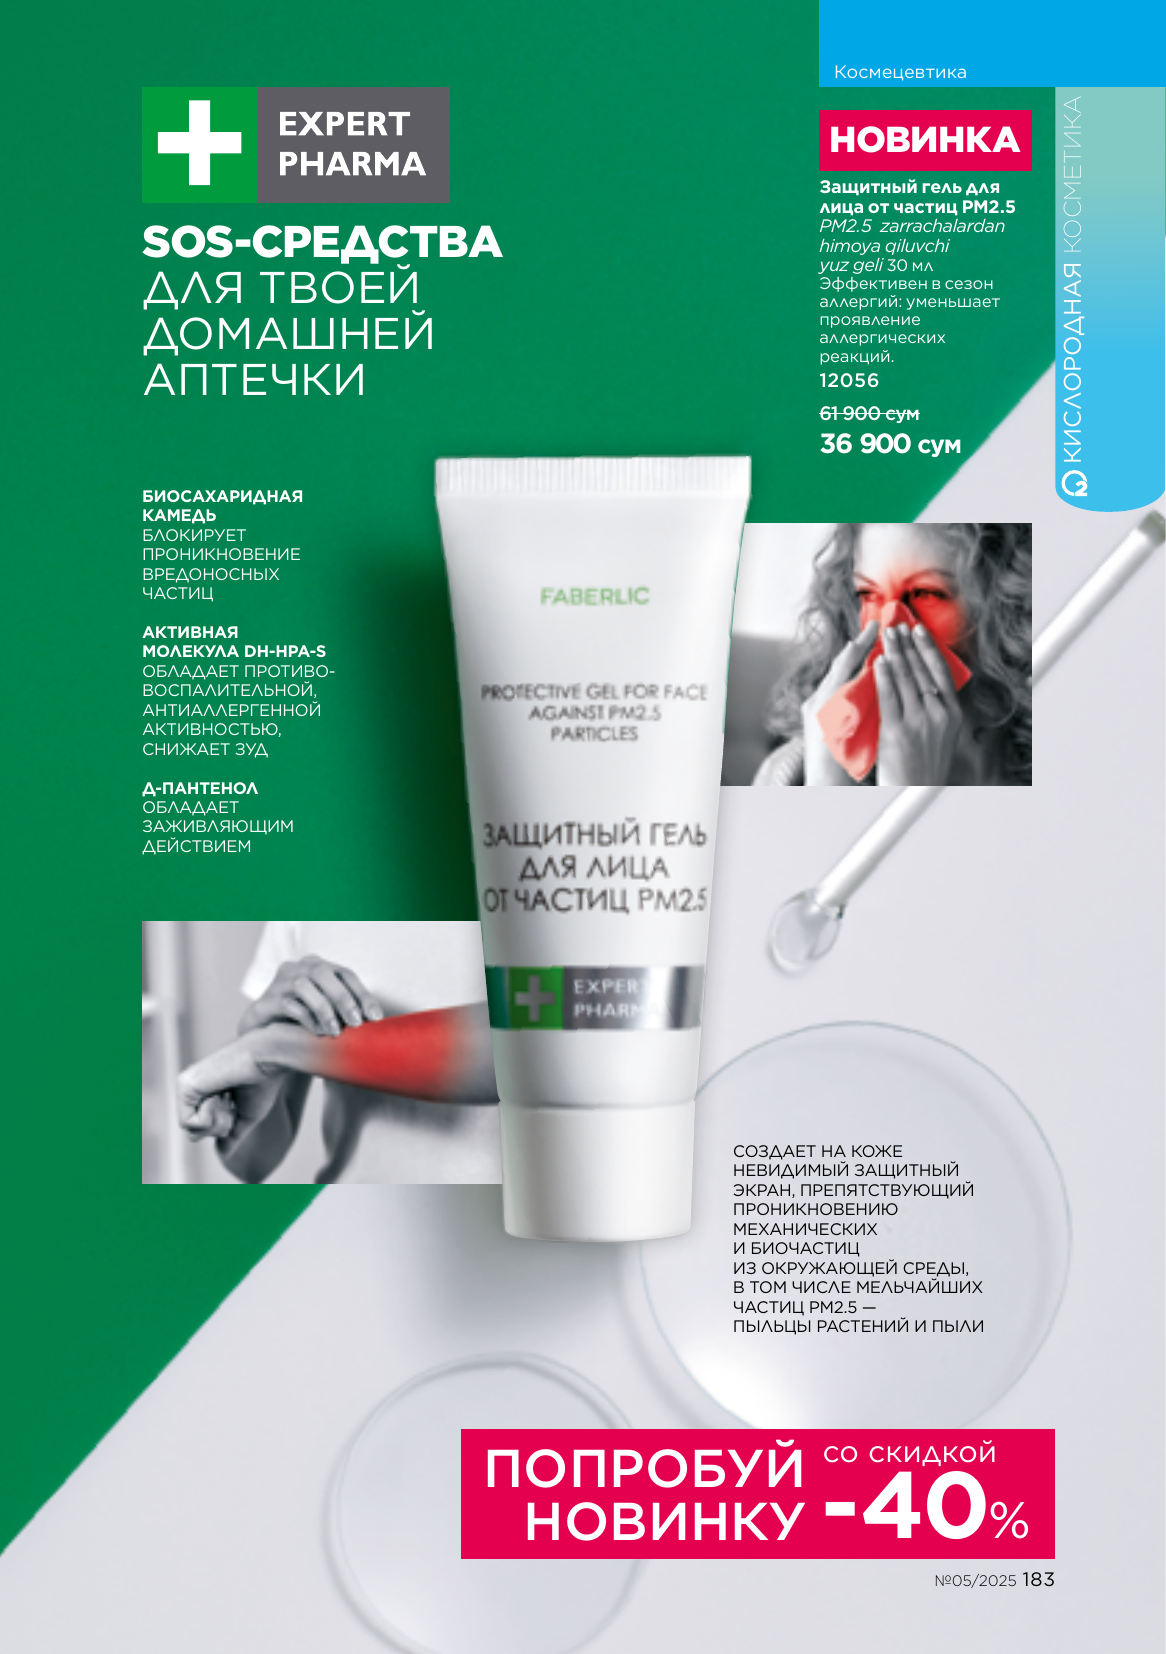 Космецевтика
EXPERT
PHARMA
SOS-СРЕДСТВА
ДЛЯ ТВОЕЙ
ДОМАШНЕЙ
АПТЕЧКИ
НОВИНКА
Защитный гель для
лица от частиц PM2.5
PM2.5 zarrachalardan
himoya qiluvchi
yuz geli 30 мл
Эффективен в сезон
аллергий: уменьшает
проявление
аллергических
реакций.
12056
61 900 сум
36 900 сум
O2 КИСЛОРОДНАЯ КОСМЕТИКА
БИОСАХАРИДНАЯ
КАМЕДЬ
БЛОКИРУЕТ
ПРОНИКНОВЕНИЕ
ВРЕДОНОСНЫХ
ЧАСТИЦ
АКТИВНАЯ
МОЛЕКУЛА DH-HPA-S
ОБЛАДАЕТ ПРОТИВО-
ВОСПАЛИТЕЛЬНОЙ,
АНТИАЛЛЕРГЕННОЙ
АКТИВНОСТЬЮ,
СНИЖАЕТ ЗУД
Д-ПАНТЕНОЛ
ОБЛАДАЕТ
ЗАЖИВЛЯЮЩИМ
ДЕЙСТВИЕМ
FABERLIC
PROTECTIVE GEL FOR FACE
AGAINST PM2.5
PARTICLES
ЗАЩИТНЫЙ ГЕЛЬ
ДЛЯ ЛИЦА
ОТ ЧАСТИЦ PM2.5
EXPERT
PHARMA
СОЗДАЕТ НА КОЖЕ
НЕВИДИМЫЙ ЗАЩИТНЫЙ
ЭКРАН, ПРЕПЯТСТВУЮЩИЙ
ПРОНИКНОВЕНИЮ
МЕХАНИЧЕСКИХ
И БИОЧАСТИЦ
ИЗ ОКРУЖАЮЩЕЙ СРЕДЫ,
В ТОМ ЧИСЛЕ МЕЛЬЧАЙШИХ
ЧАСТИЦ PM2.5 —
ПЫЛЬЦЫ РАСТЕНИЙ И ПЫЛИ
ПОПРОБУЙ
НОВИНКУ
СО СКИДКОЙ
-40%
№05/2025 183